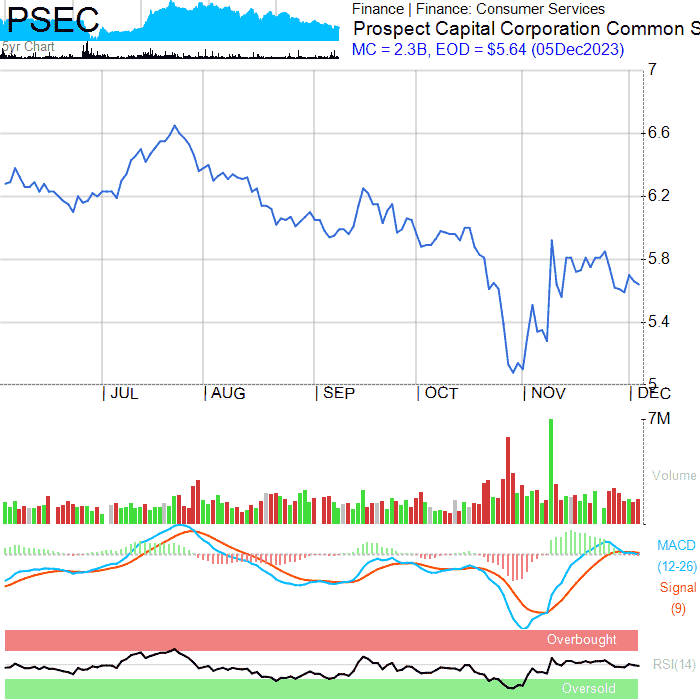 PSEC
5yr Chart
Finance | Finance: Consumer Services
Prospect Capital Corporation Common S
MC = 2.3B, EOD = $5.64 (05Dec2023)
7
6.6
6.2
5.8
5.4
5
| JUL | AUG | SEP | OCT | NOV | DEC
7M
Volume
MACD
(12-26)
Signal
(9)
Overbought
RSI(14)
Oversold